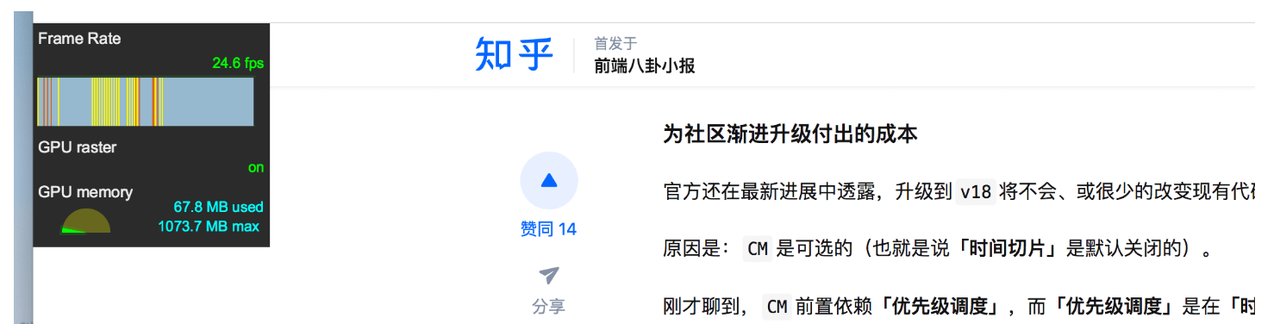 Frame Rate
24.6 fps
GPU raster
on
GPU memory
67.8 MB used
1073.7 MB max
知乎
首发于
前端八卦小报
赞同 14
分享
为社区渐进升级付出的成本
官方还在最新进展中透露，升级到 v18 将不会、或很少的改变现有代码
原因是： CM 是可选的（也就是说「时间切片」是默认关闭的）。
刚才聊到， CM 前置依赖「优先级调度」，而「优先级调度」是在「时